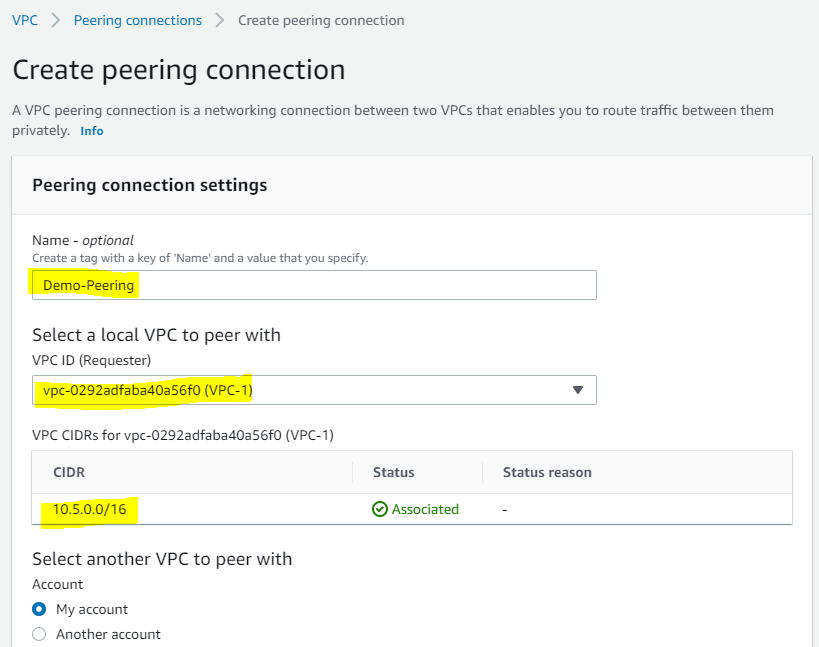 VPC > Peering connections > Create peering connection
Create peering connection
A VPC peering connection is a networking connection between two VPCs that enables you to route traffic between them
privately. Info
Peering connection settings
Name - optional
Create a tag with a key of 'Name' and a value that you specify.
Demo-Peering
Select a local VPC to peer with
VPC ID (Requester)
vpc-0292adfaba40a56f0 (VPC-1)
VPC CIDRs for vpc-0292adfaba40a56f0 (VPC-1)
CIDR Status Status reason
10.5.0.0/16 Associated -
Select another VPC to peer with
Account
My account
Another account